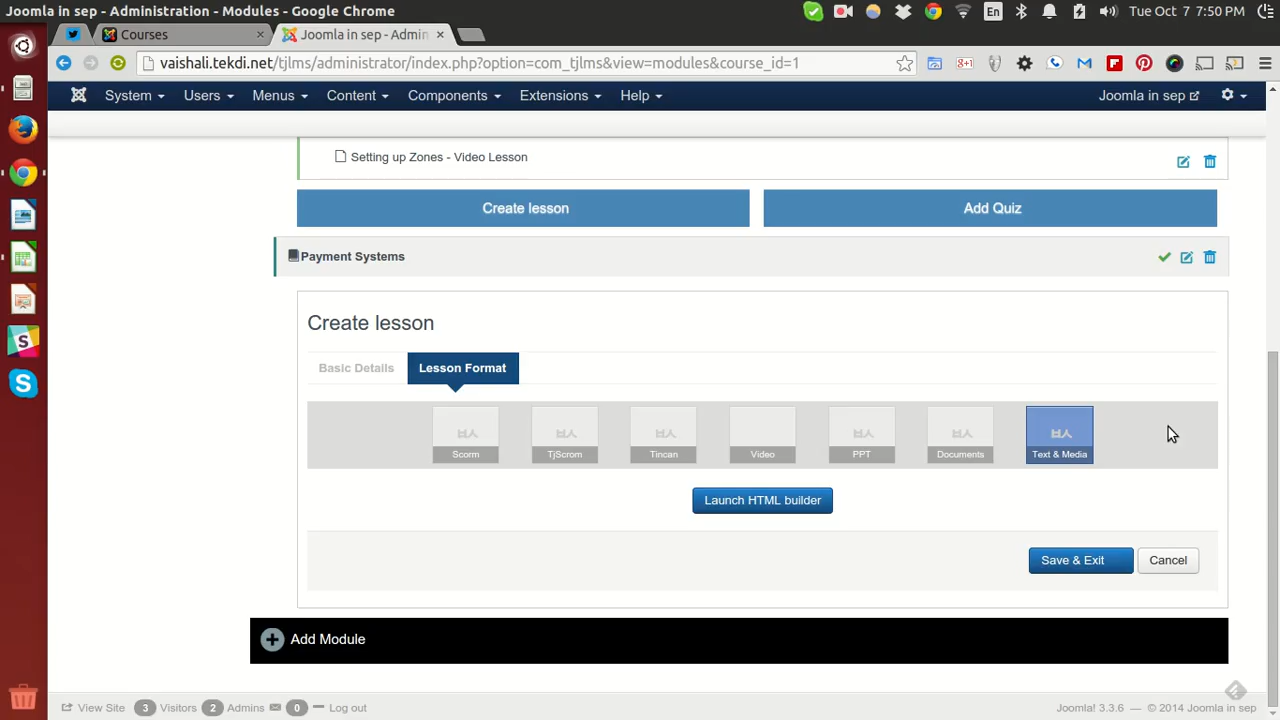 Joomla in sep - Administration - Modules - Google Chrome
En
Tue Oct 7 7:50 PM
Courses
×
Joomla in sep - Admin
×
vaishali.tekdi.net/tjlms/administrator/index.php?option=com_tjlms&view=modules&course_id=1
System
Users
Menus
Content
Components
Extensions
Help
Joomla in sep
Setting up Zones - Video Lesson
Create lesson
Add Quiz
Payment Systems
Create lesson
Basic Details
Lesson Format
Scorm
TjScrom
Tincan
Video
PPT
Documents
Text & Media
Launch HTML builder
Save & Exit
Cancel
Add Module
View Site
3 Visitors
2 Admins
0
Log out
Joomla! 3.3.6 — © 2014 Joomla in sep